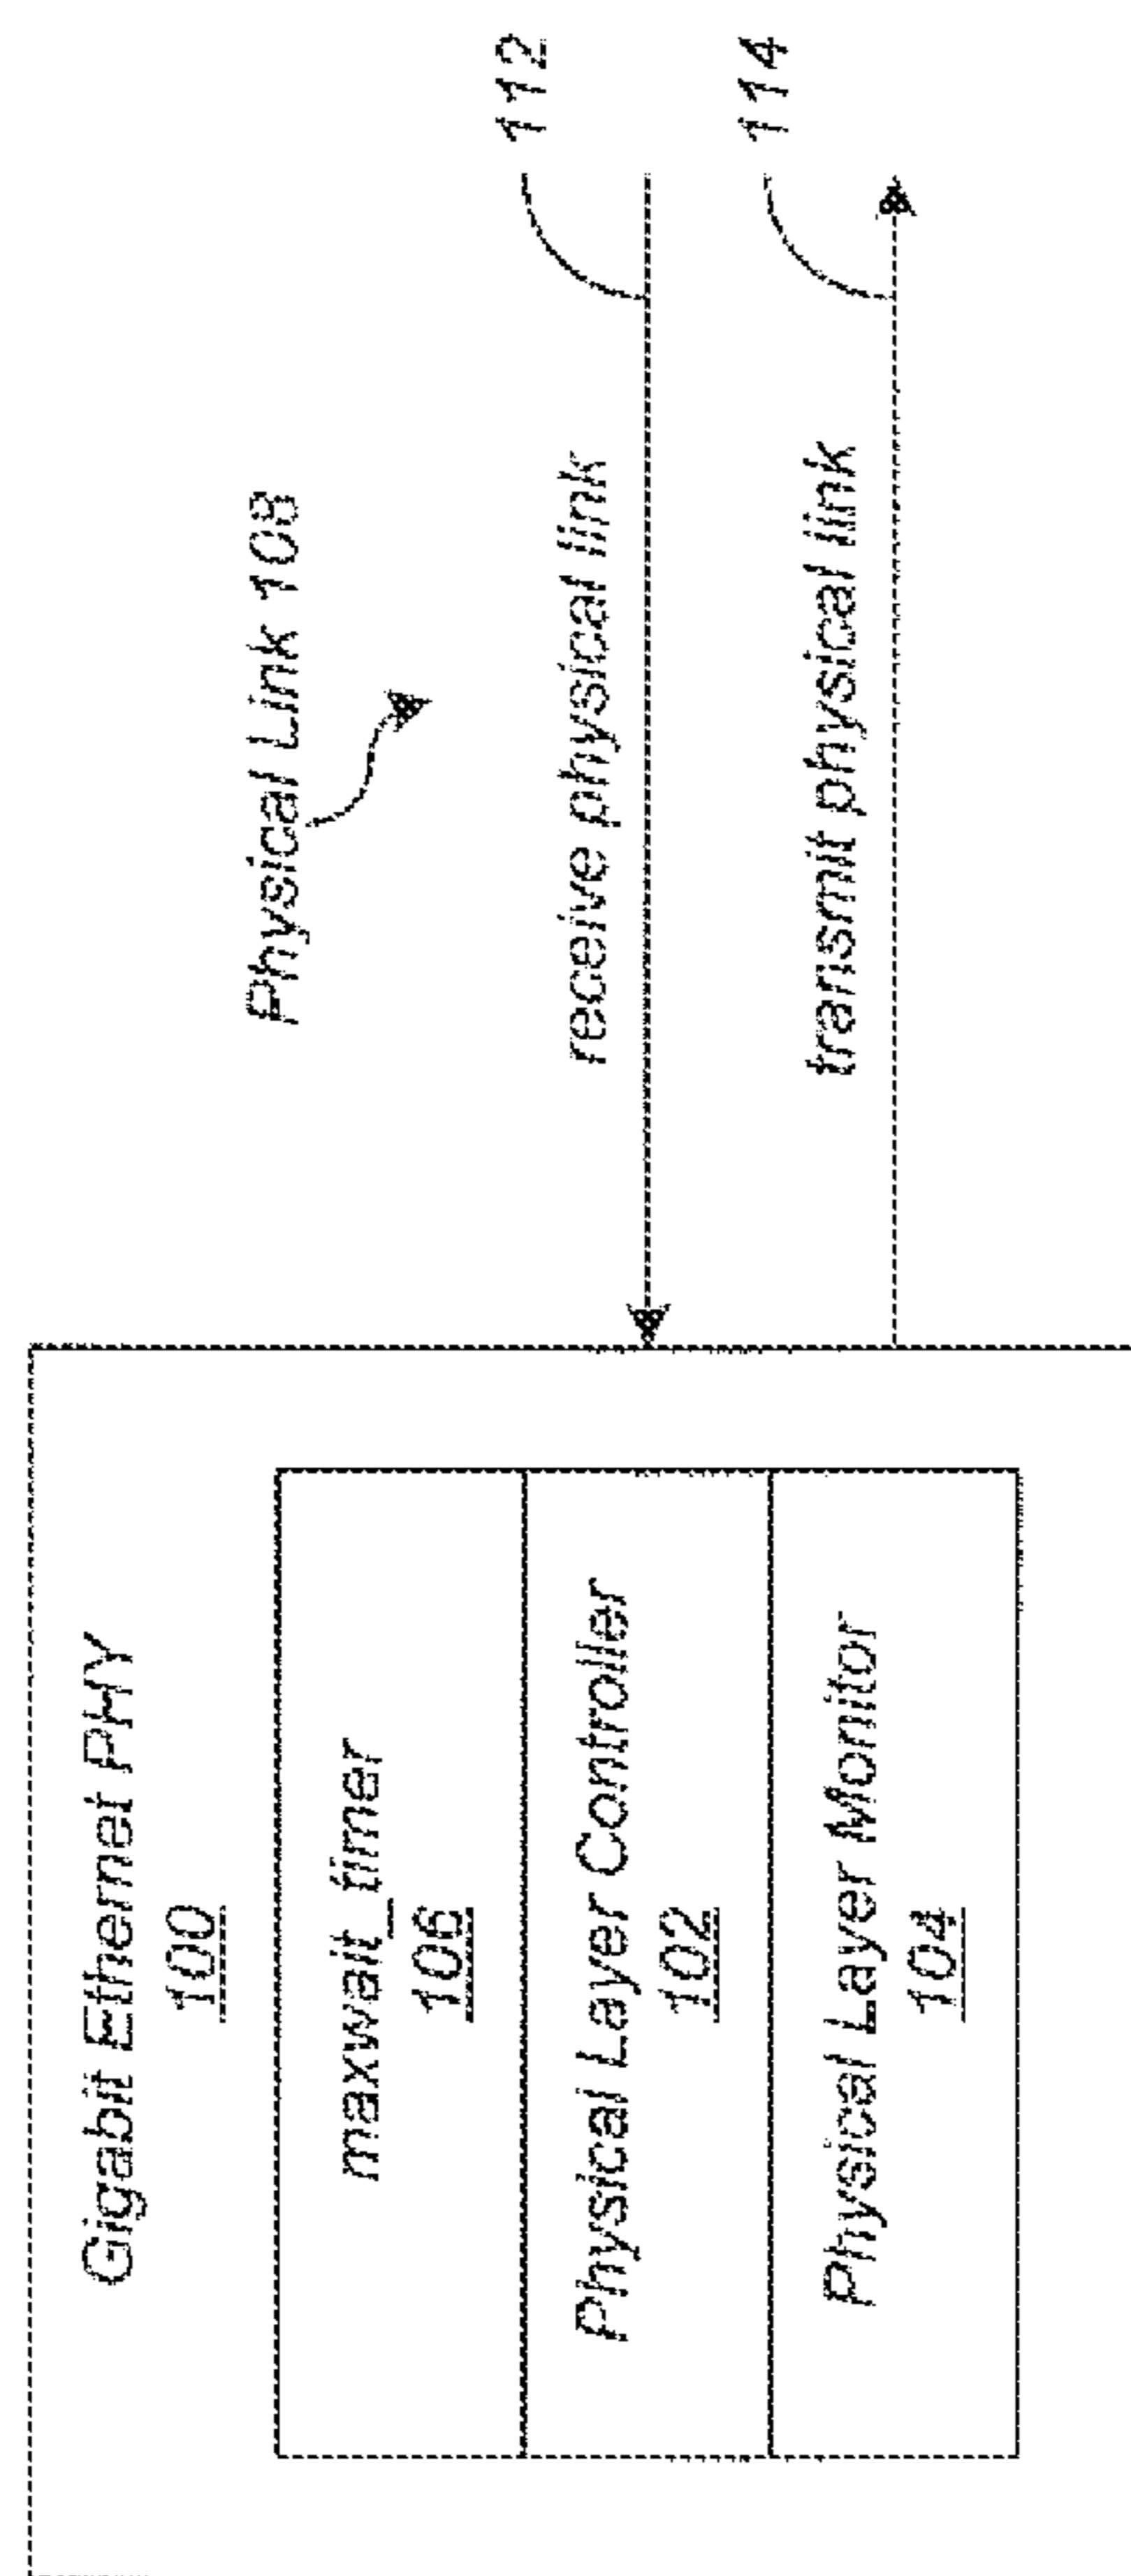 Gigabit Ethernet PHY
100
maxwait_timer
106
Physical Layer Controller
102
Physical Layer Monitor
104
Physical Link 108
receive physical link
112
transmit physical link
114